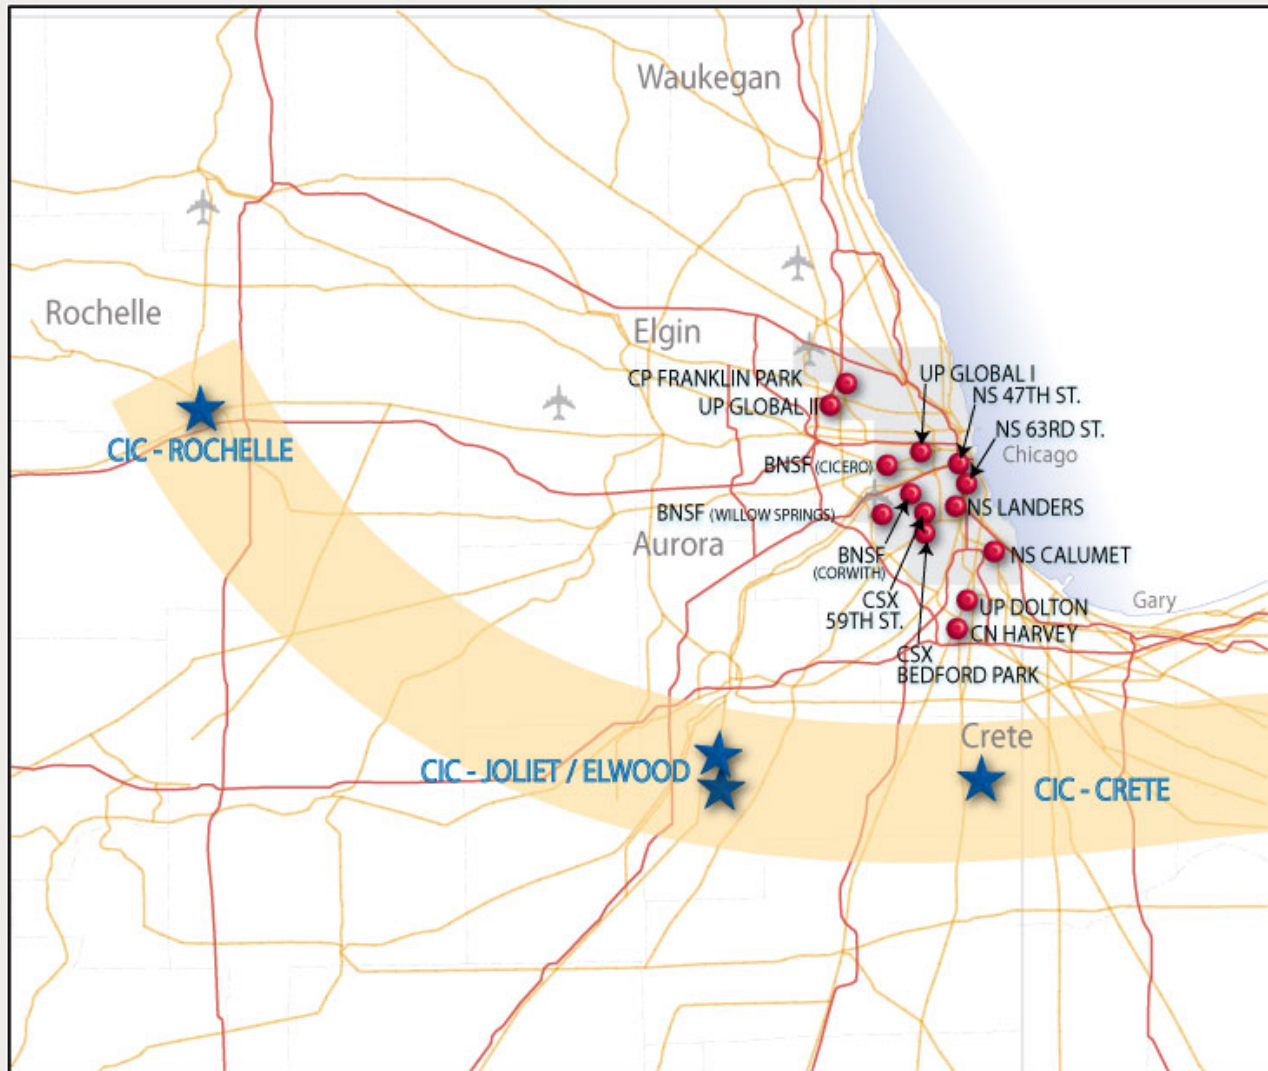 Waukegan
Rochelle
Elgin
CP FRANKLIN PARK
UP GLOBAL I
NS 47TH ST.
UP GLOBAL II
NS 63RD ST.
CIC - ROCHELLE
BNSF (CICERO)
Chicago
BNSF (WILLOW SPRINGS)
NS LANDERS
Aurora
BNSF
(CORWITH)
NS CALUMET
CSX
59TH ST.
Gary
UP DOLTON
CN HARVEY
CSX
BEDFORD PARK
Crete
CIC - JOLIET / ELWOOD
CIC - CRETE